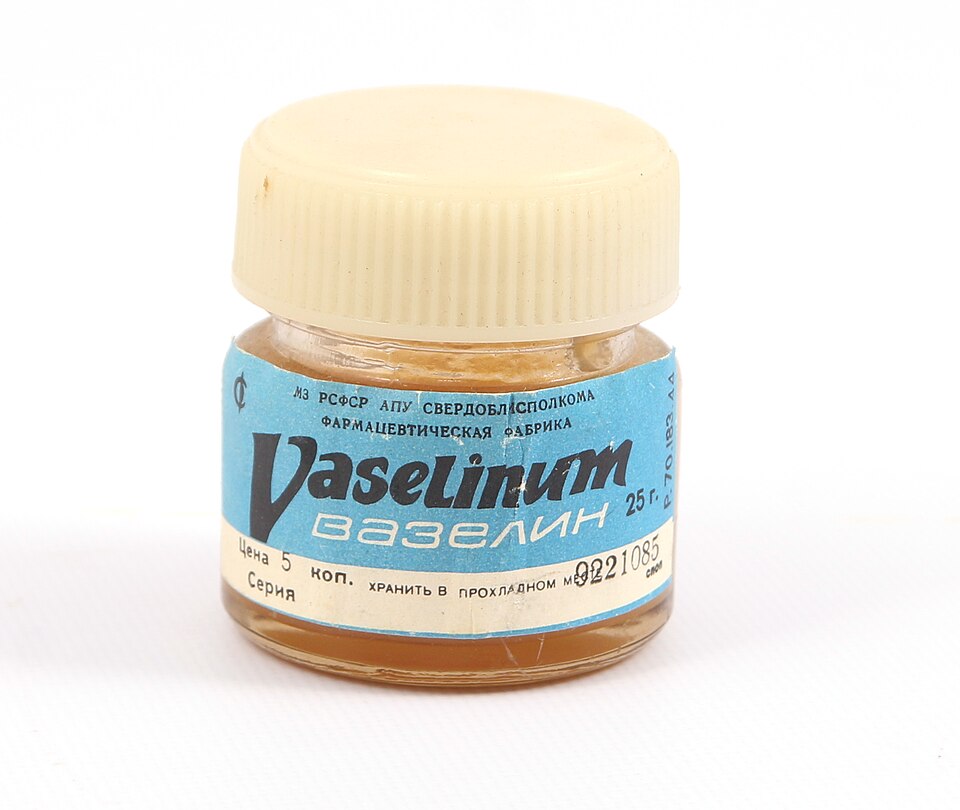 МЗ РСФСР АПУ СВЕРДОБЛИСПОЛКОМА
ФАРМАЦЕВТИЧЕСКАЯ ФАБРИКА
Vaselinum
25 г.
вазелин
Цена 5 коп.
ХРАНИТЬ В ПРОХЛАДНОМ МЕСТЕ
0221085
Серия
Р. 70 183 44